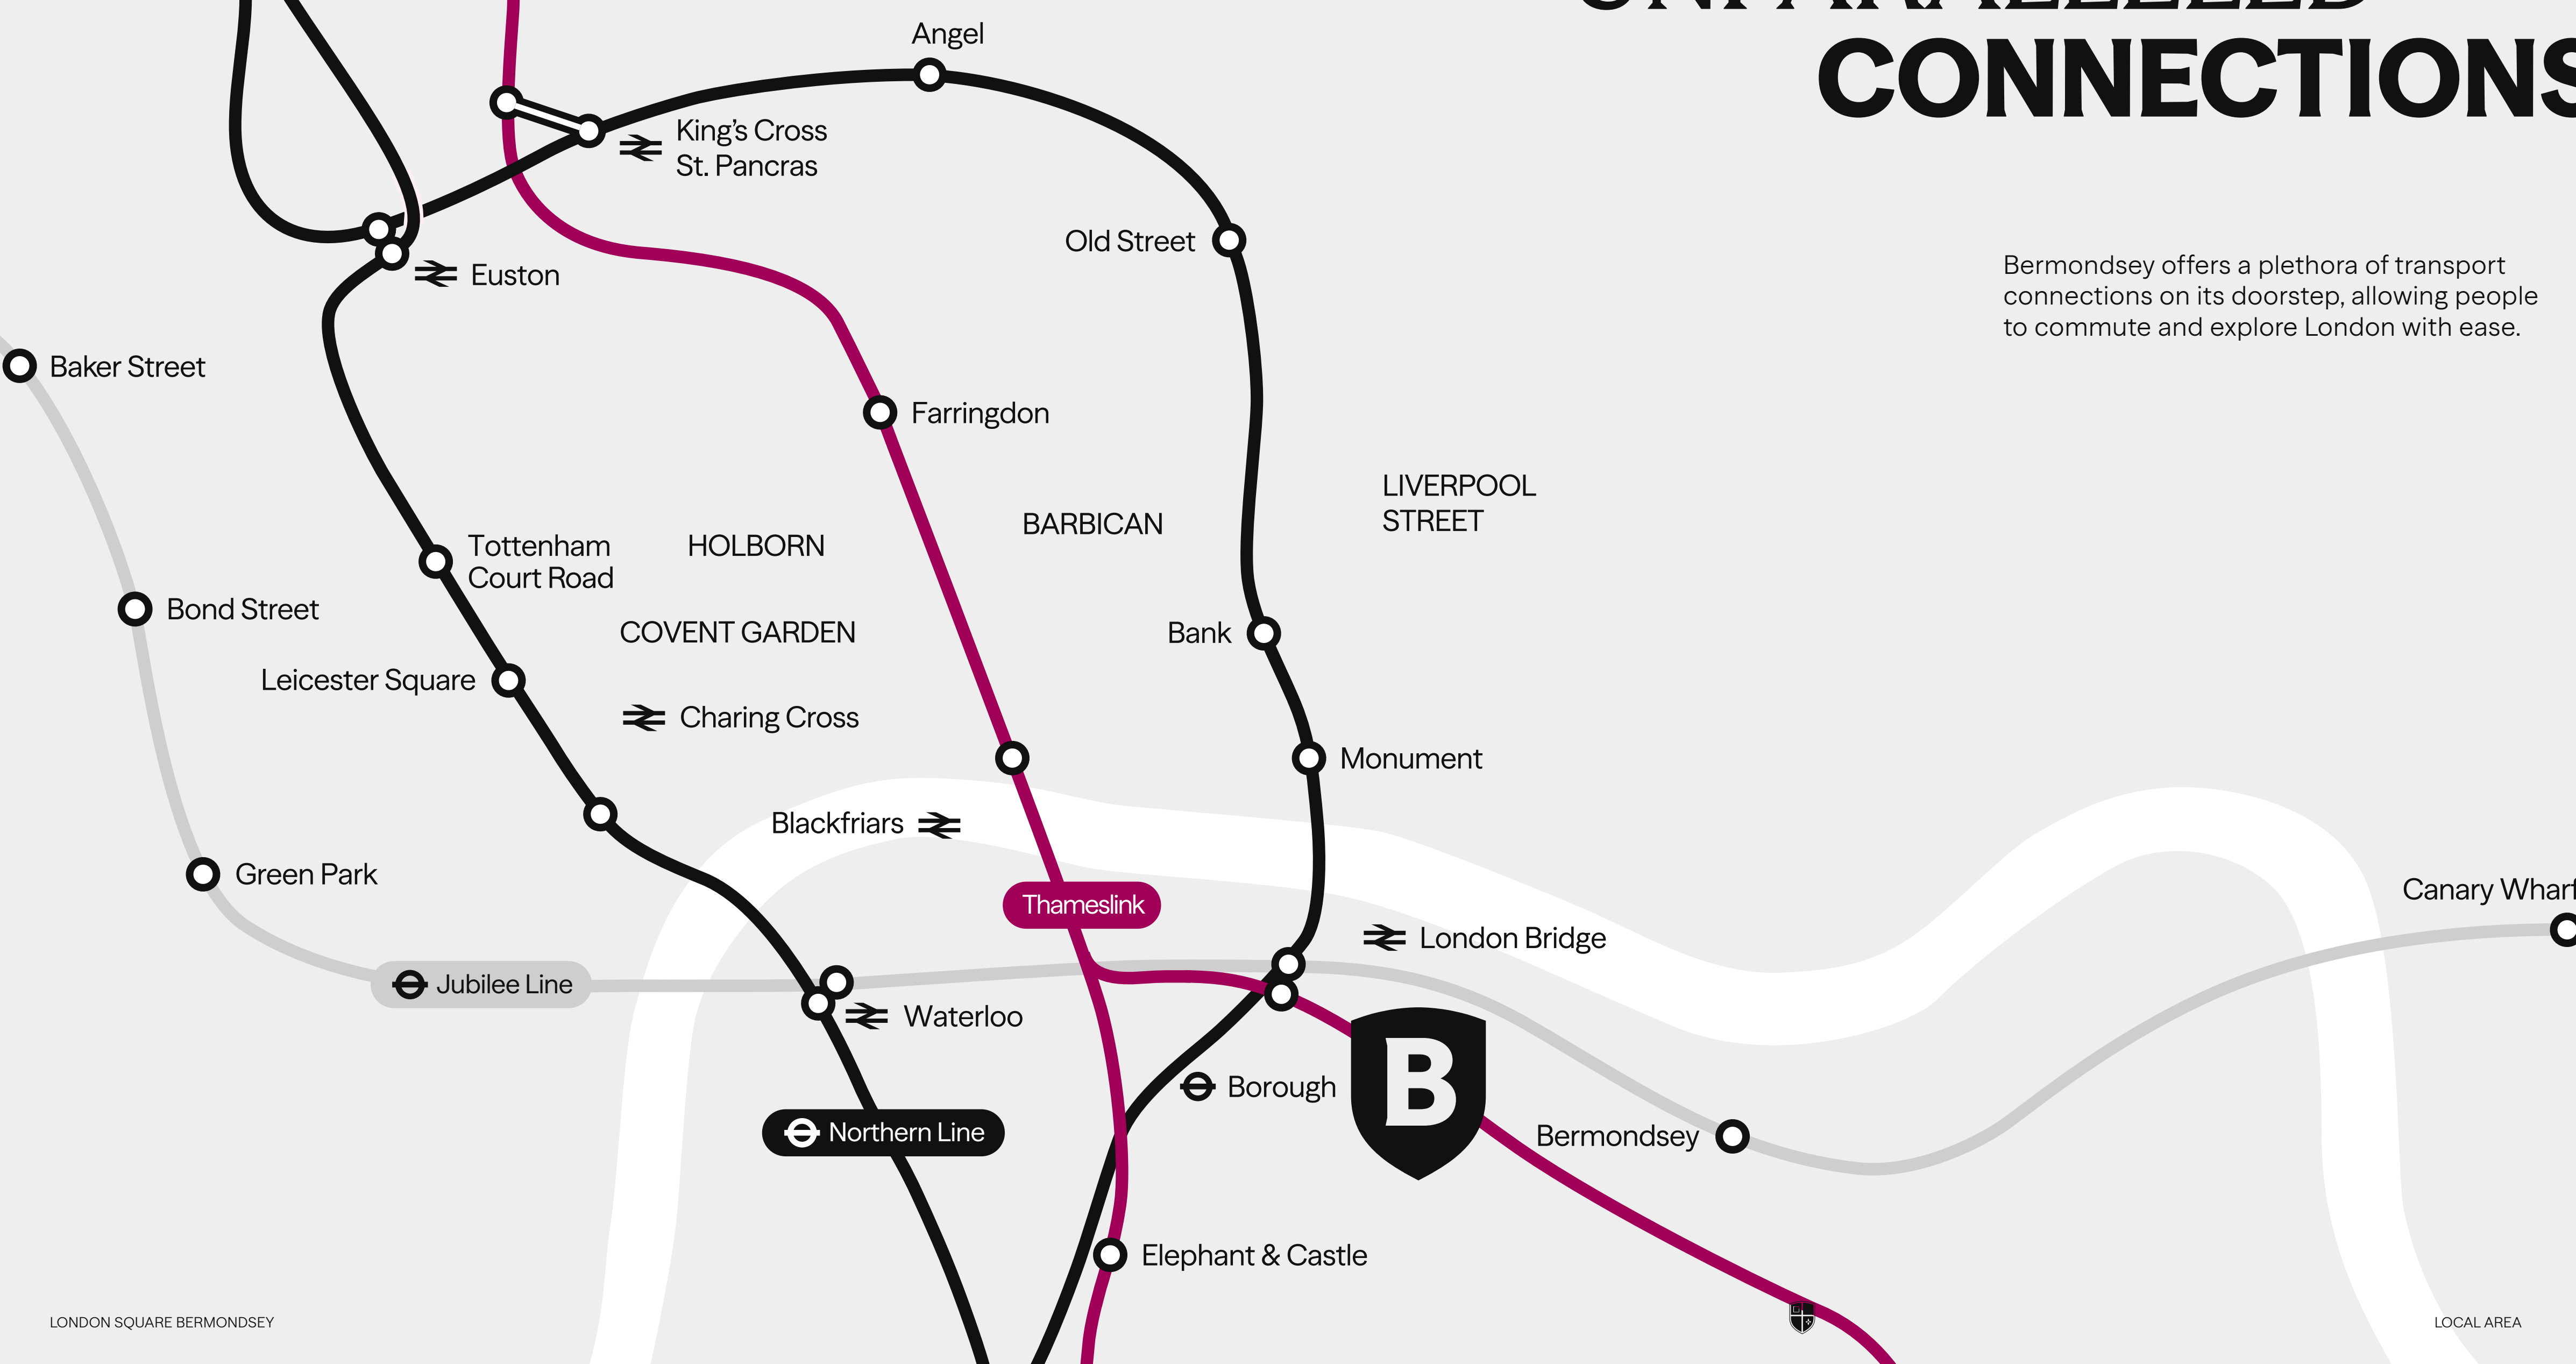 UNPARALLELED
CONNECTIONS
Bermondsey offers a plethora of transport
connections on its doorstep, allowing people
to commute and explore London with ease.
Angel
King's Cross
St. Pancras
Old Street
Euston
Baker Street
Farringdon
LIVERPOOL
STREET
BARBICAN
Tottenham
Court Road
HOLBORN
Bond Street
COVENT GARDEN
Bank
Leicester Square
Charing Cross
Monument
Blackfriars
Green Park
Canary Wharf
Thameslink
London Bridge
Jubilee Line
Waterloo
Borough
B
Northern Line
Bermondsey
Elephant & Castle
LONDON SQUARE BERMONDSEY
LOCAL AREA